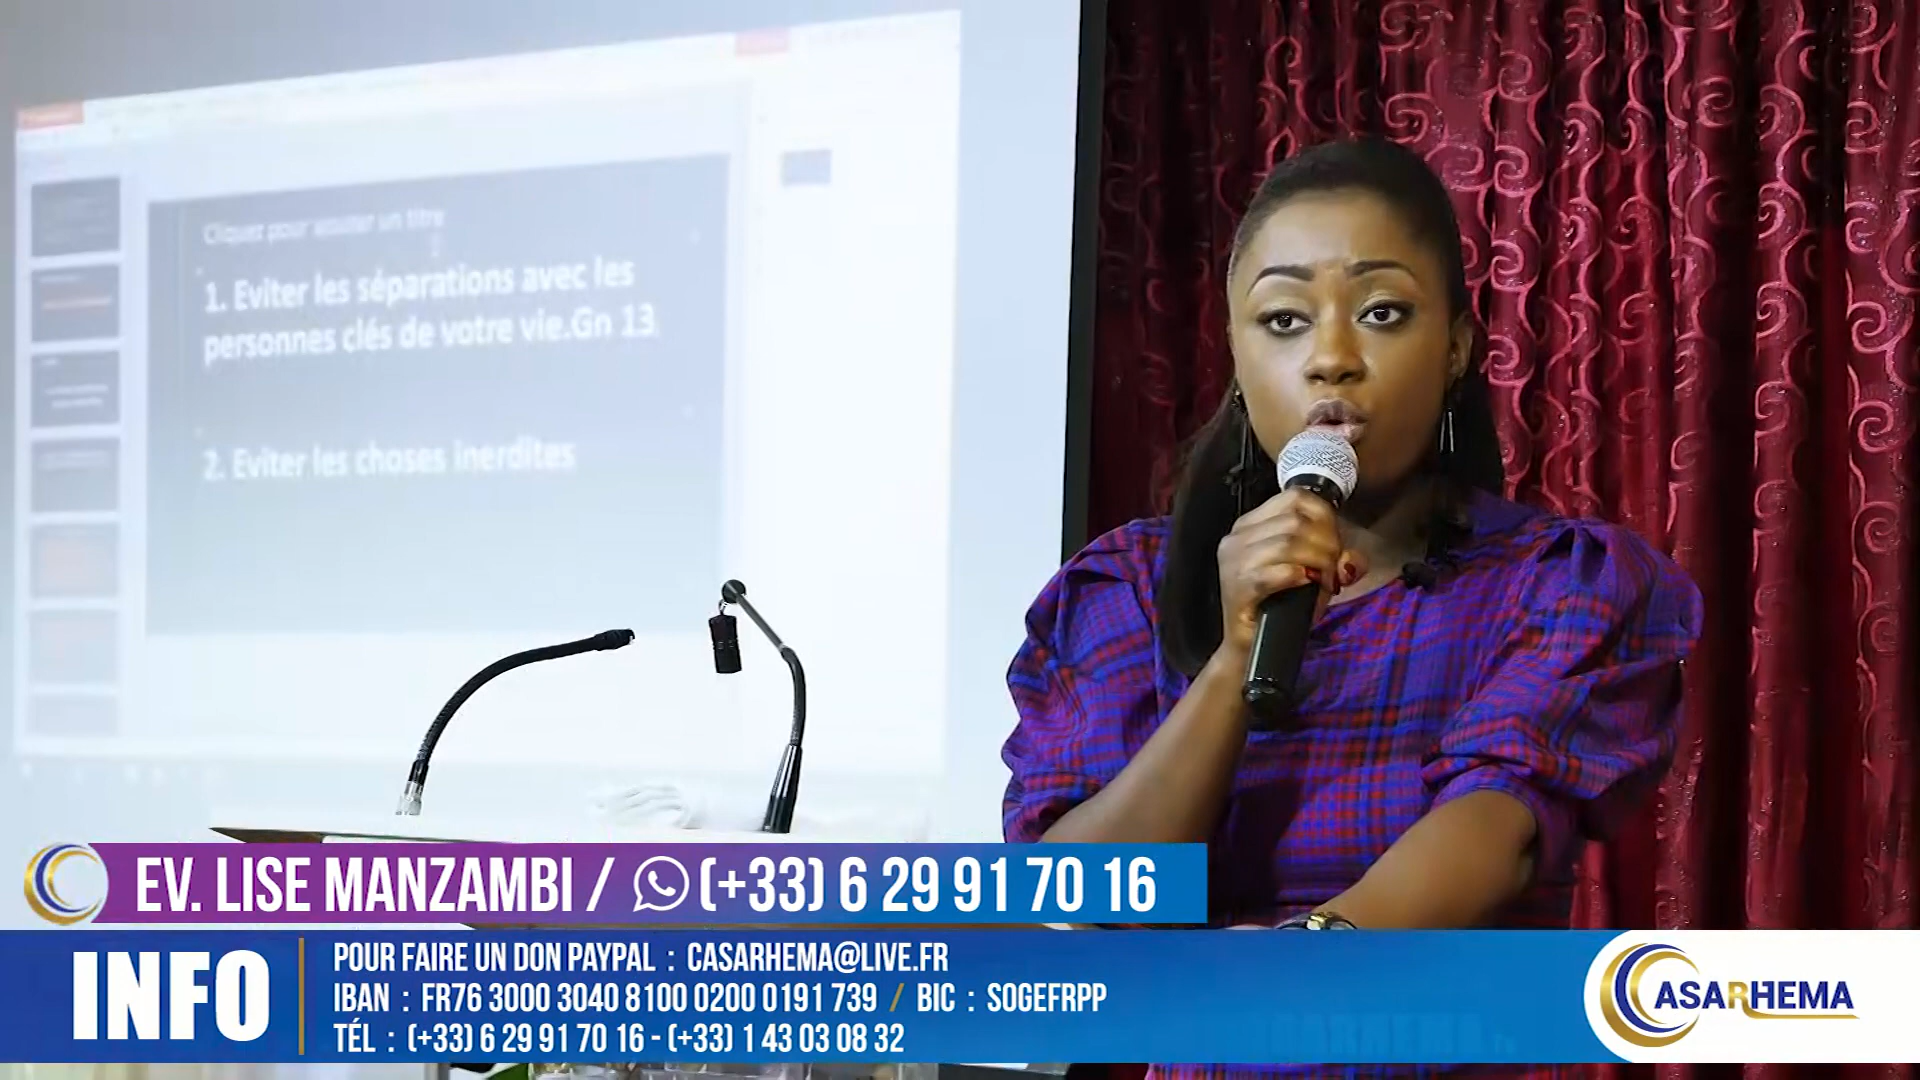 Cliquez pour ajouter un titre
1. Eviter les séparations avec les
personnes clés de votre vie.Gn 13
2. Eviter les choses inerdites
EV. LISE MANZAMBI / (+33) 6 29 91 70 16
INFO
POUR FAIRE UN DON PAYPAL : CASARHEMA@LIVE.FR
IBAN : FR76 3000 3040 8100 0200 0191 739 / BIC : SOGEFRPP
TÉL : (+33) 6 29 91 70 16 - (+33) 1 43 03 08 32
CASARHEMA